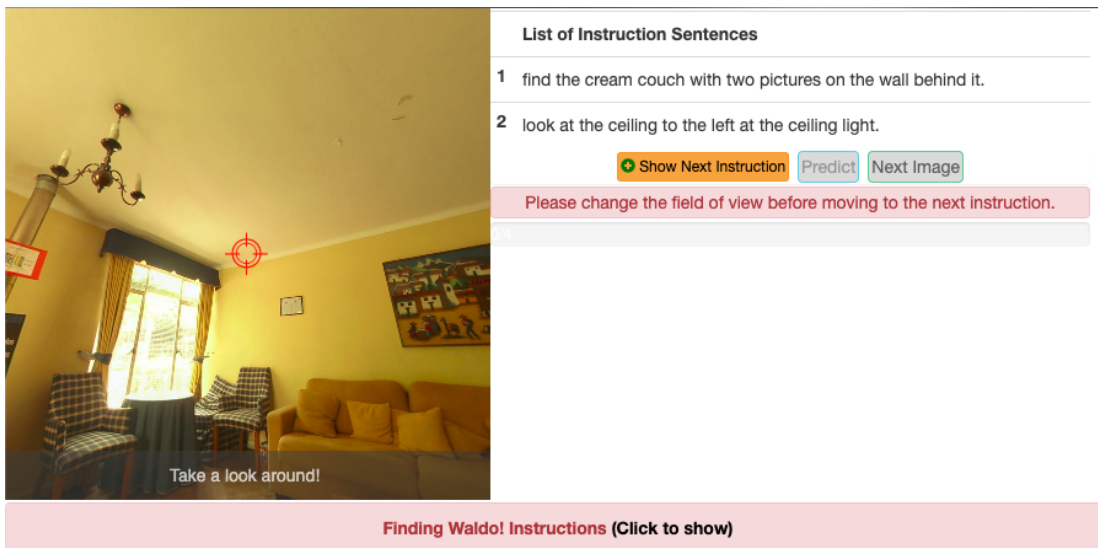 List of Instruction Sentences
1 find the cream couch with two pictures on the wall behind it.
2 look at the ceiling to the left at the ceiling light.
Show Next Instruction Predict Next Image
Please change the field of view before moving to the next instruction.
0/4
Take a look around!
Finding Waldo! Instructions (Click to show)